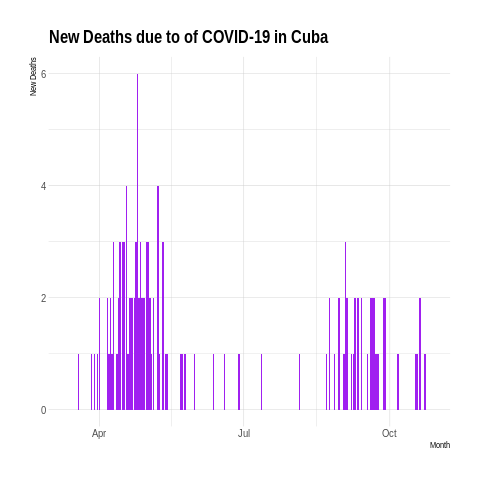 New Deaths due to of COVID-19 in Cuba
New Deaths
6
4
2
0
Apr
Jul
Oct
Month